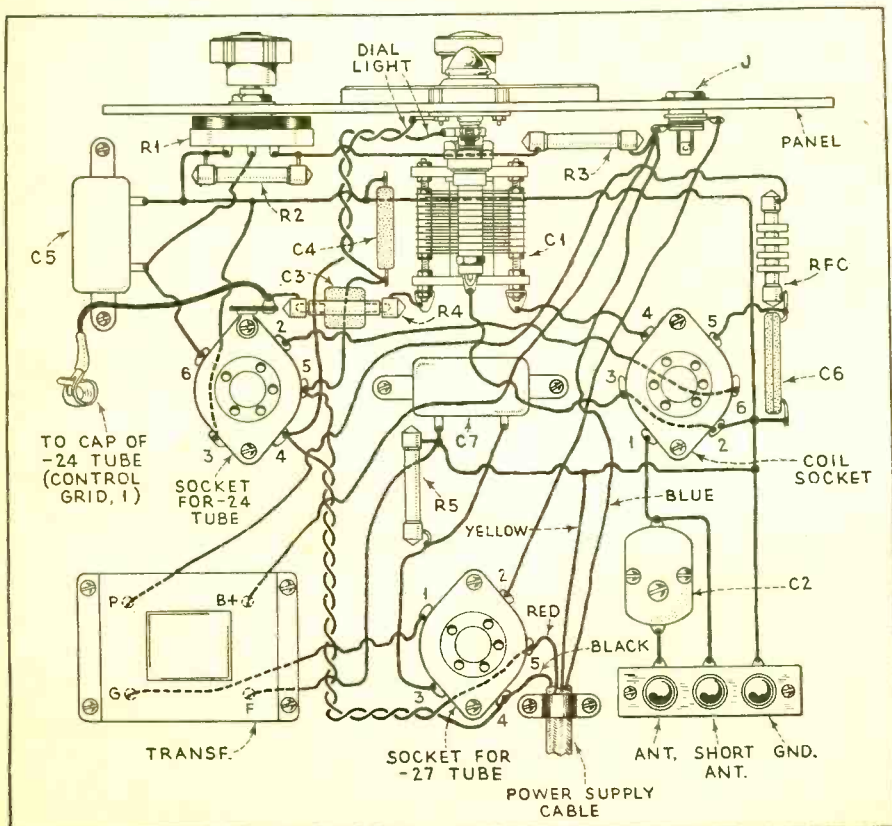 DIAL
LIGHT
J
PANEL
R1
R2
R3
C5
C4
C3
C1
R4
RFC
2
4
5
6
5
3
6
C6
3
4
C7
1
2
TO CAP OF
-24 TUBE
(CONTROL
GRID, 1)
SOCKET
FOR-24
TUBE
R5
COIL
SOCKET
YELLOW
BLUE
P
B+
1
2
RED
C2
BLACK
G
F
3
5
4
TRANSF.
SOCKET FOR
-27 TUBE
POWER SUPPLY
CABLE
ANT, SHORT GND.
ANT.